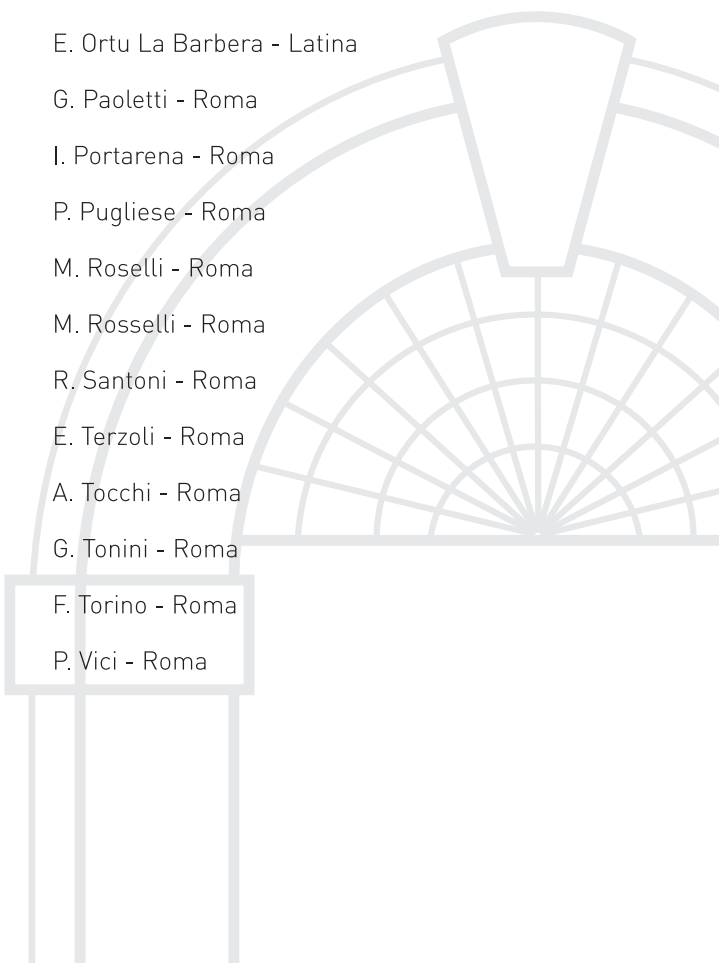 E. Ortu La Barbera - Latina
G. Paoletti - Roma
I. Portarena - Roma
P. Pugliese - Roma
M. Roselli - Roma
M. Rosselli - Roma
R. Santoni - Roma
E. Terzoli - Roma
A. Tocchi - Roma
G. Tonini - Roma
F. Torino - Roma
P. Vici - Roma